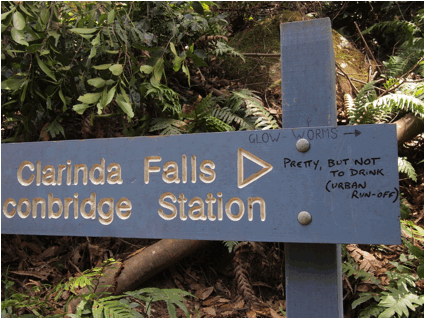 GLOW-WORMS →
Clarinda Falls ▷
conbridge Station
PRETTY, BUT NOT
TO DRINK
(URBAN
RUN-OFF)